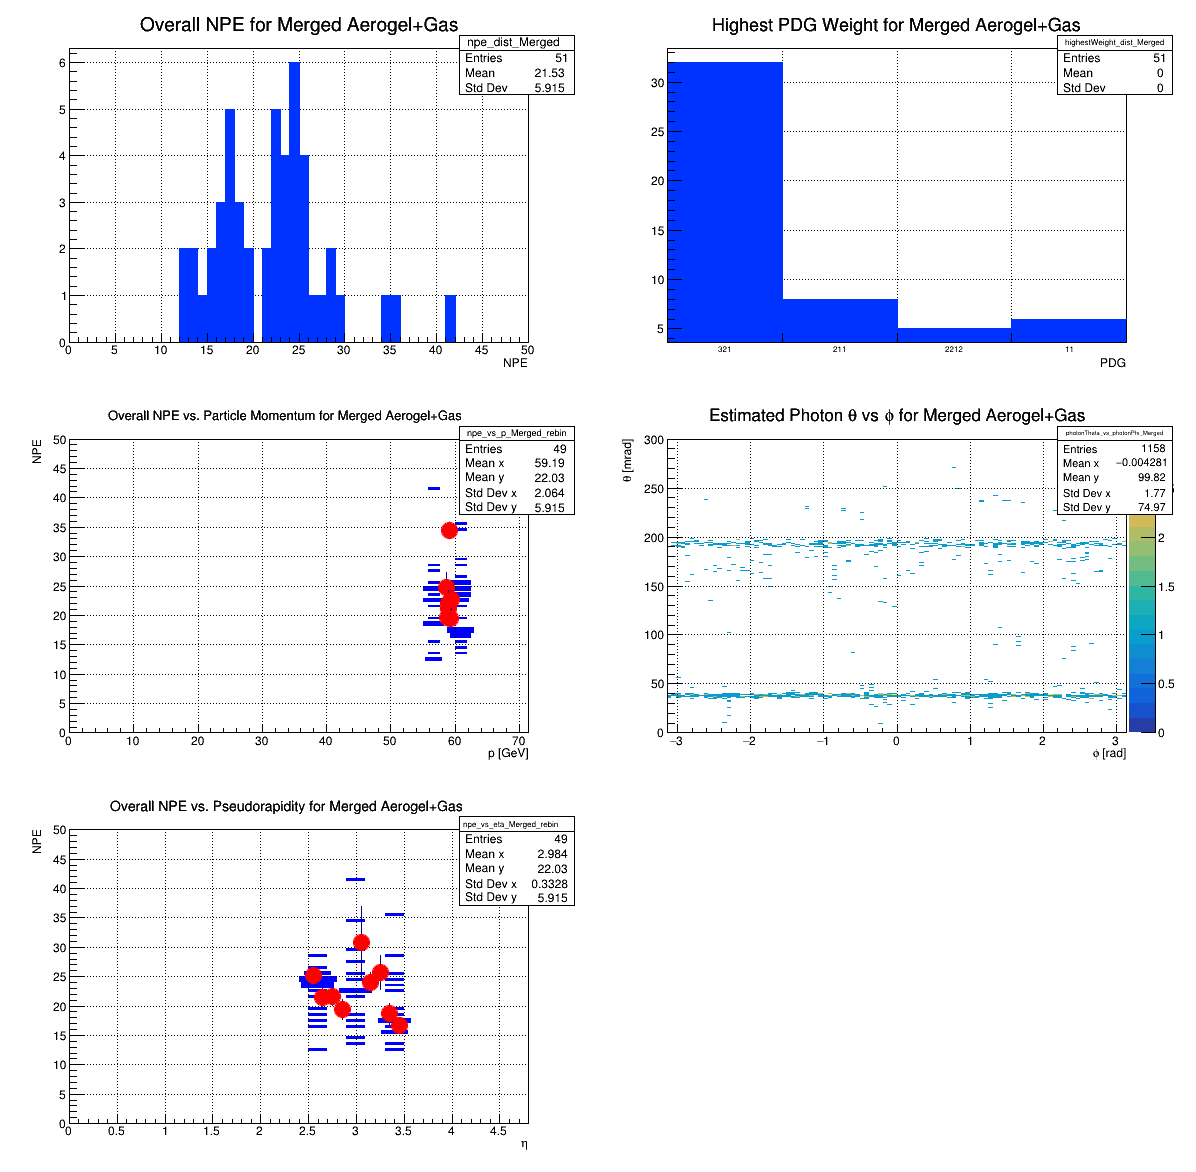 Overall NPE for Merged Aerogel+Gas
npe_dist_Merged
Entries 51
Mean 21.53
Std Dev 5.915
6
5
4
3
2
1
0
0 5 10 15 20 25 30 35 40 45 50
NPE
Highest PDG Weight for Merged Aerogel+Gas
highestWeight_dist_Merged
Entries 51
Mean 0
Std Dev 0
30
25
20
15
10
5
321 211 2212 11
PDG
Overall NPE vs. Particle Momentum for Merged Aerogel+Gas
NPE
npe_vs_p_Merged_rebin
Entries 49
Mean x 59.19
Mean y 22.03
Std Dev x 2.064
Std Dev y 5.915
50
45
40
35
30
25
20
15
10
5
0
0 10 20 30 40 50 60 70
p [GeV]
Estimated Photon θ vs ϕ for Merged Aerogel+Gas
θ [mrad]
photonTheta_vs_photonPhi_Merged
Entries 1158
Mean x −0.004281
Mean y 99.82
Std Dev x 1.77
Std Dev y 74.97
300
250
200
150
100
50
0
−3 −2 −1 0 1 2 3
ϕ [rad]
2
1.5
1
0.5
0
Overall NPE vs. Pseudorapidity for Merged Aerogel+Gas
NPE
npe_vs_eta_Merged_rebin
Entries 49
Mean x 2.984
Mean y 22.03
Std Dev x 0.3328
Std Dev y 5.915
50
45
40
35
30
25
20
15
10
5
0
0 0.5 1 1.5 2 2.5 3 3.5 4 4.5
η